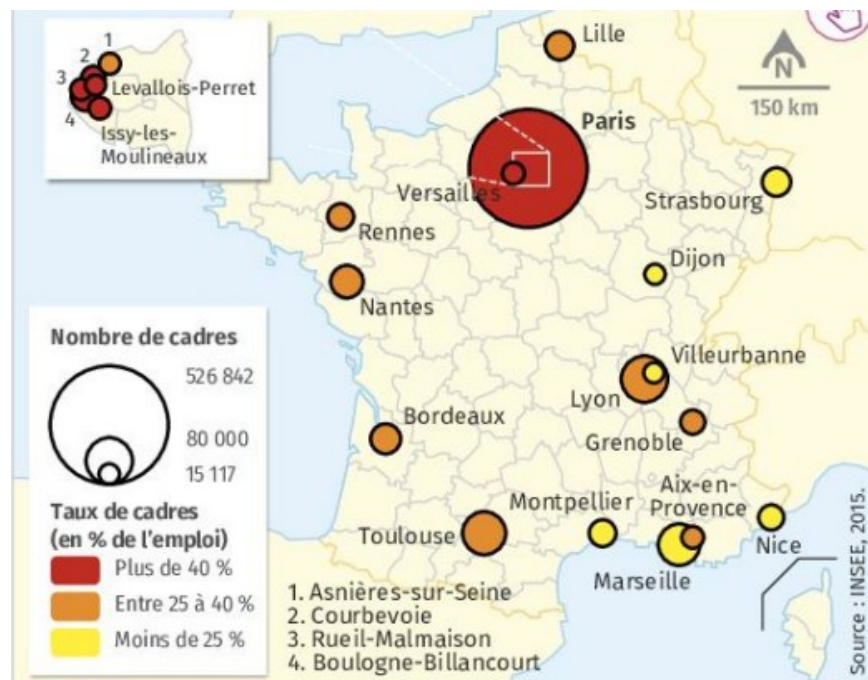 1
2
3
Levallois-Perret
4
Issy-les-
Moulineaux
Lille
N
150 km
Paris
Versailles
Strasbourg
Rennes
Dijon
Nantes
Villeurbanne
Lyon
Bordeaux
Grenoble
Aix-en-
Provence
Montpellier
Toulouse
Nice
Marseille
Nombre de cadres
526 842
80 000
15 117
Taux de cadres
(en % de l'emploi)
Plus de 40 %
Entre 25 à 40 %
Moins de 25 %
1. Asnières-sur-Seine
2. Courbevoie
3. Rueil-Malmaison
4. Boulogne-Billancourt
Source : INSEE, 2015.